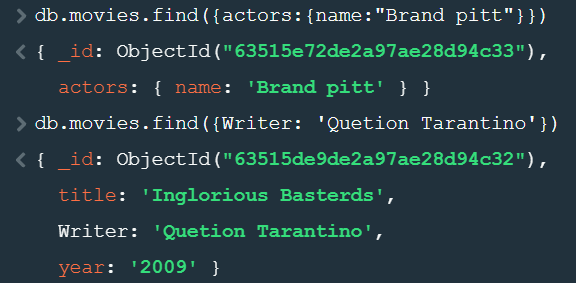 > db.movies.find({actors:{name:"Brand pitt"}})
< { _id: ObjectId("63515e72de2a97ae28d94c33"),
actors: { name: 'Brand pitt' } }
> db.movies.find({Writer: 'Quetion Tarantino'})
< { _id: ObjectId("63515de9de2a97ae28d94c32"),
title: 'Inglorious Basterds',
Writer: 'Quetion Tarantino',
year: '2009' }